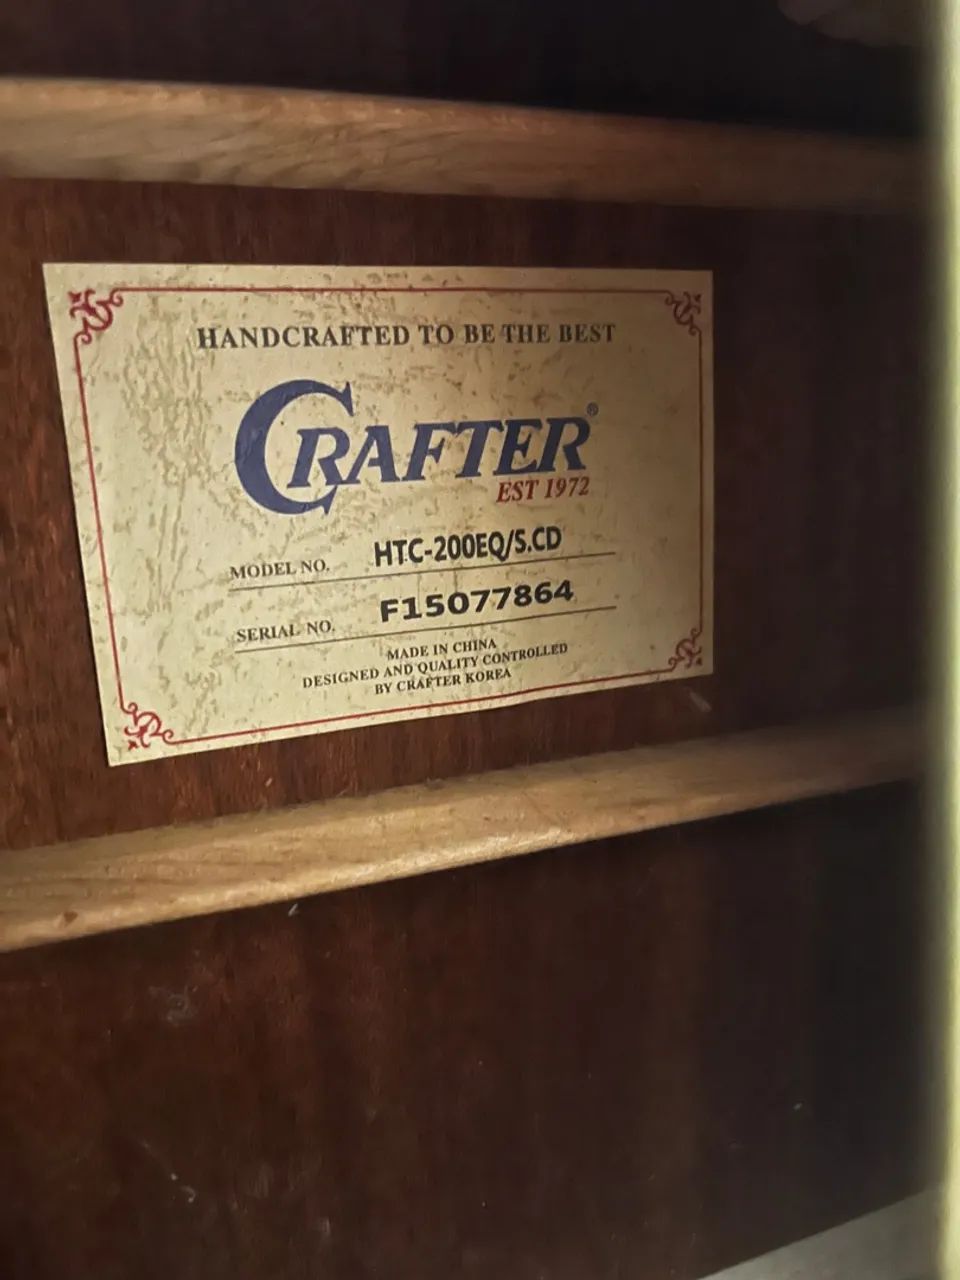 HANDCRAFTED TO BE THE BEST
CRAFTER®
EST 1972
MODEL NO. HTC-200EQ/S.CD
SERIAL NO. F15077864
MADE IN CHINA
DESIGNED AND QUALITY CONTROLLED
BY CRAFTER KOREA